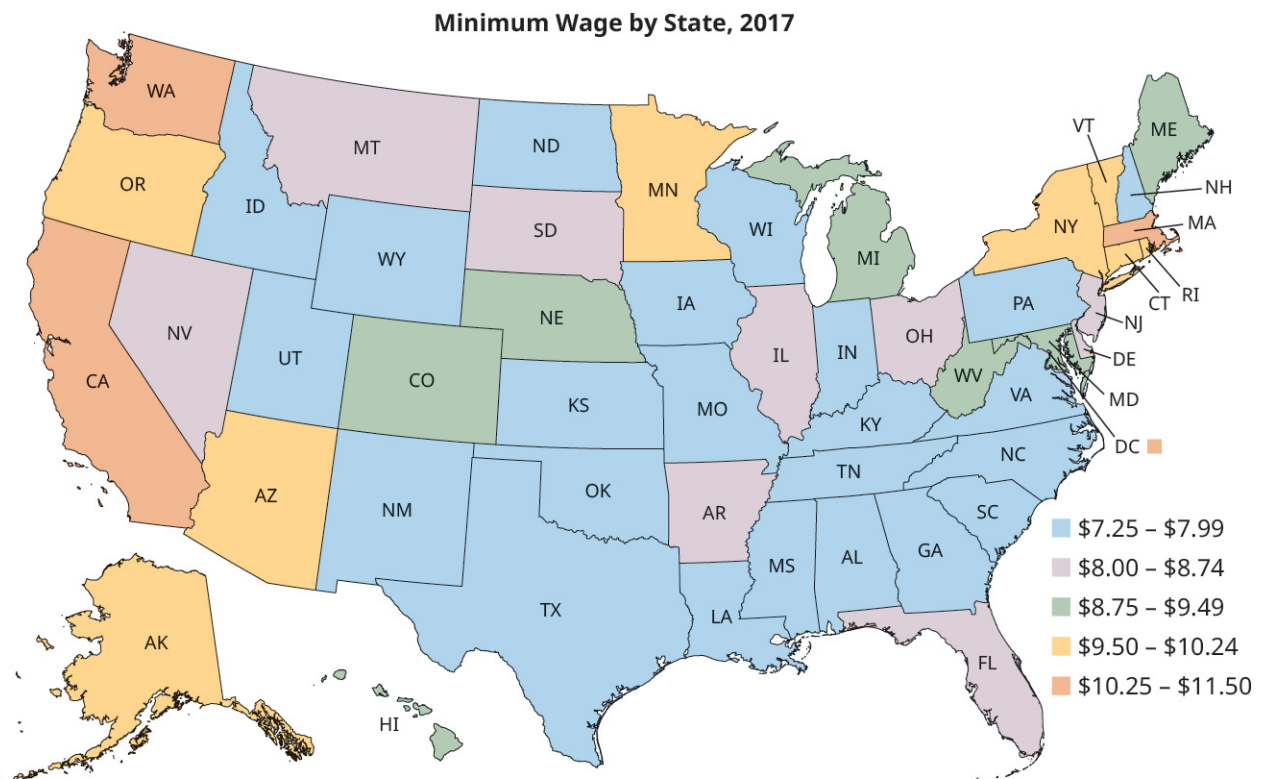 Minimum Wage by State, 2017
WA
MT
ND
MN
VT
ME
OR
ID
SD
WI
NH
NY
MA
WY
MI
RI
CT
NE
IA
PA
NJ
NV
UT
CO
IL
IN
OH
DE
CA
KS
MO
WV
VA
MD
KY
DC
AZ
NM
OK
TN
NC
AR
SC
MS
AL
GA
$7.25 – $7.99
$8.00 – $8.74
TX
LA
$8.75 – $9.49
AK
FL
$9.50 – $10.24
HI
$10.25 – $11.50